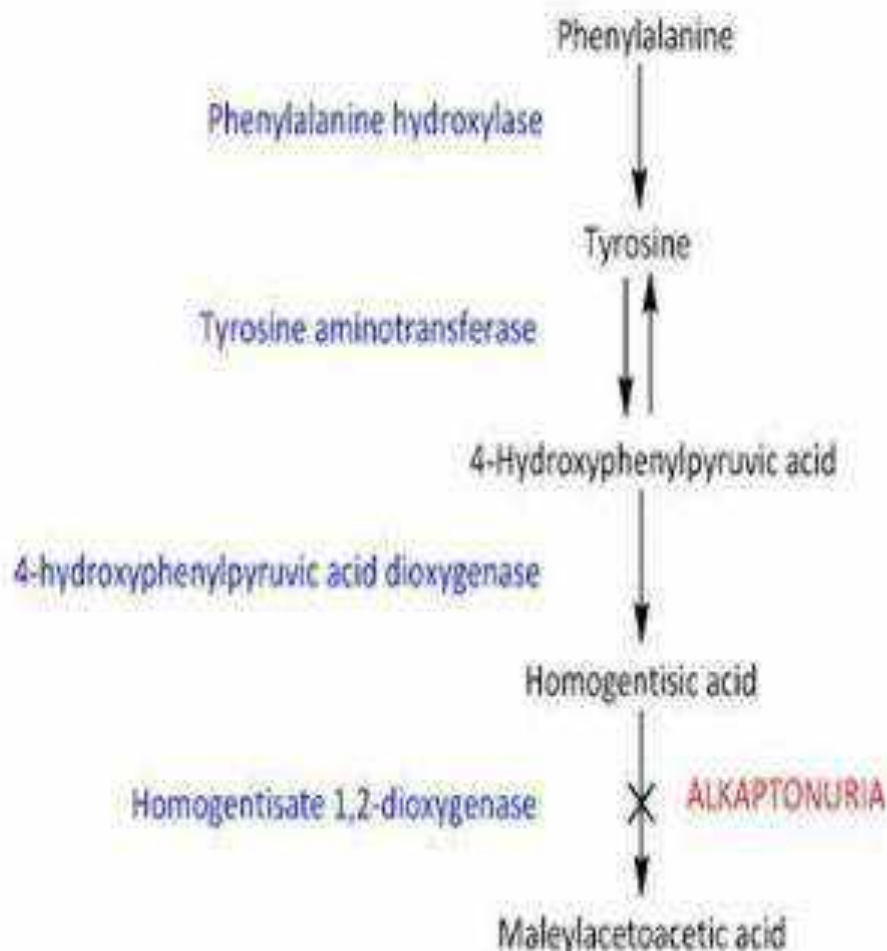 Phenylalanine
Phenylalanine hydroxylase
Tyrosine
Tyrosine aminotransferase
4-Hydroxyphenylpyruvic acid
4-hydroxyphenylpyruvic acid dioxygenase
Homogentisic acid
Homogentisate 1,2-dioxygenase
ALKAPTONURIA
Maleylacetoacetic acid